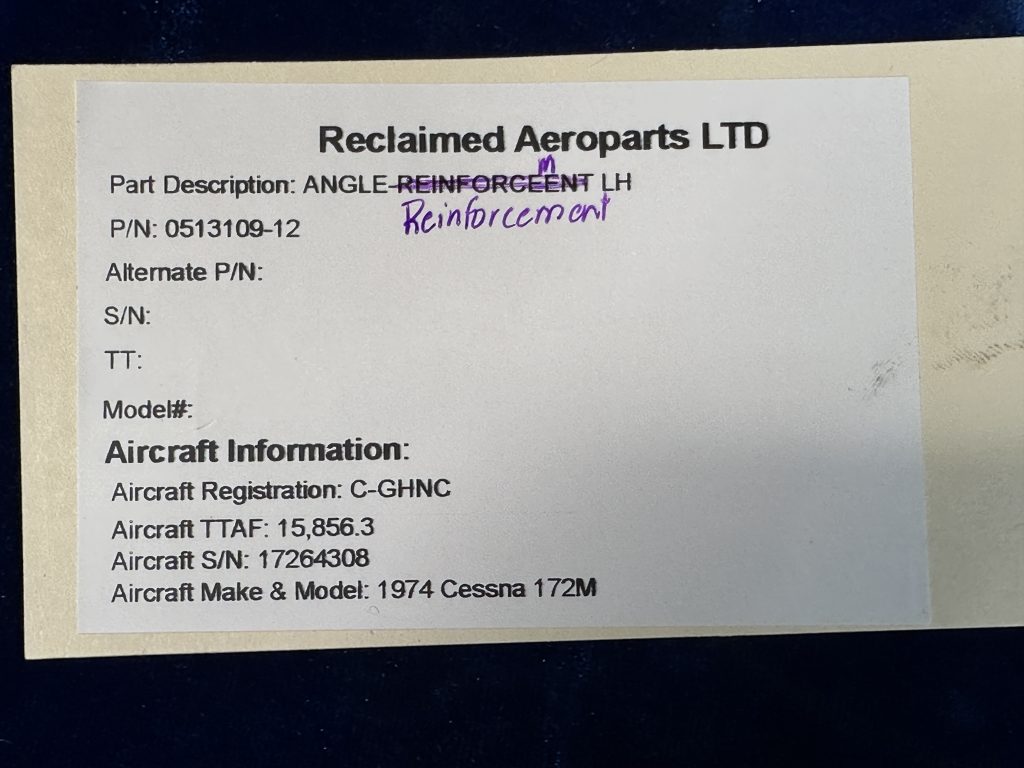 Reclaimed Aeroparts LTD
m
Part Description: ANGLE-REINFORCEENT LH
Reinforcement
P/N: 0513109-12
Alternate P/N:
S/N:
TT:
Model#:
Aircraft Information:
Aircraft Registration: C-GHNC
Aircraft TTAF: 15,856.3
Aircraft S/N: 17264308
Aircraft Make & Model: 1974 Cessna 172M